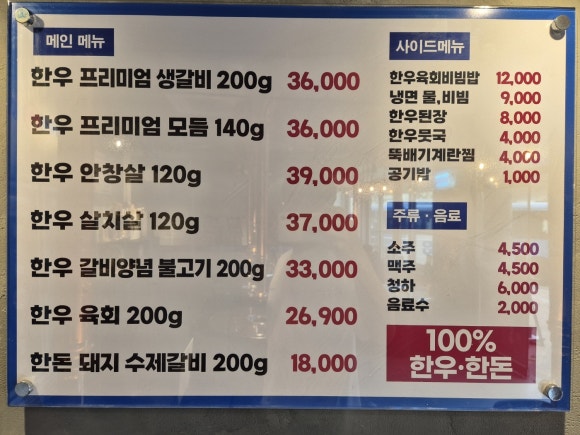 메인 메뉴
한우 프리미엄 생갈비 200g 36,000
한우 프리미엄 모듬 140g 36,000
한우 안창살 120g 39,000
한우 살치살 120g 37,000
한우 갈비양념 불고기 200g 33,000
한우 육회 200g 26,900
한돈 돼지 수제갈비 200g 18,000
사이드메뉴
한우육회비빔밥 12,000
냉면 물,비빔 9,000
한우된장 8,000
한우뭇국 4,000
뚝배기계란찜 4,000
공기밥 1,000
주류·음료
소주 4,500
맥주 4,500
청하 6,000
음료수 2,000
100%
한우·한돈